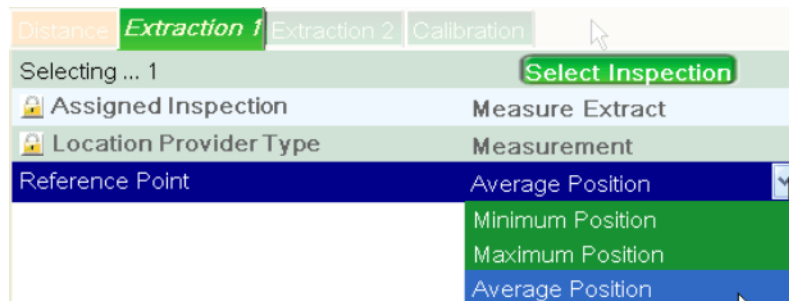 Distance Extraction 1 Extraction 2 Calibration
Selecting ... 1 Select Inspection
Assigned Inspection Measure Extract
Location Provider Type Measurement
Reference Point Average Position
Minimum Position
Maximum Position
Average Position